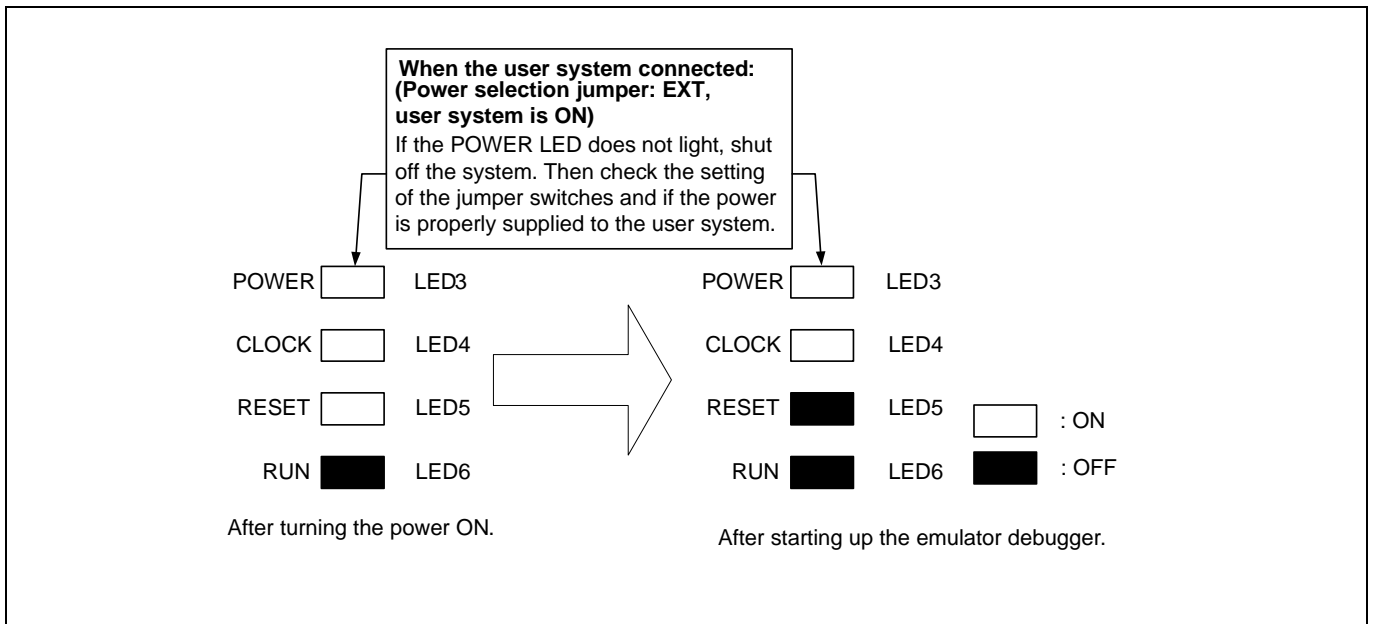 When the user system connected:
(Power selection jumper: EXT,
user system is ON)
If the POWER LED does not light, shut
off the system. Then check the setting
of the jumper switches and if the power
is properly supplied to the user system.
POWER LED3
CLOCK LED4
RESET LED5
RUN LED6
After turning the power ON.
POWER LED3
CLOCK LED4
RESET LED5
RUN LED6
: ON
: OFF
After starting up the emulator debugger.